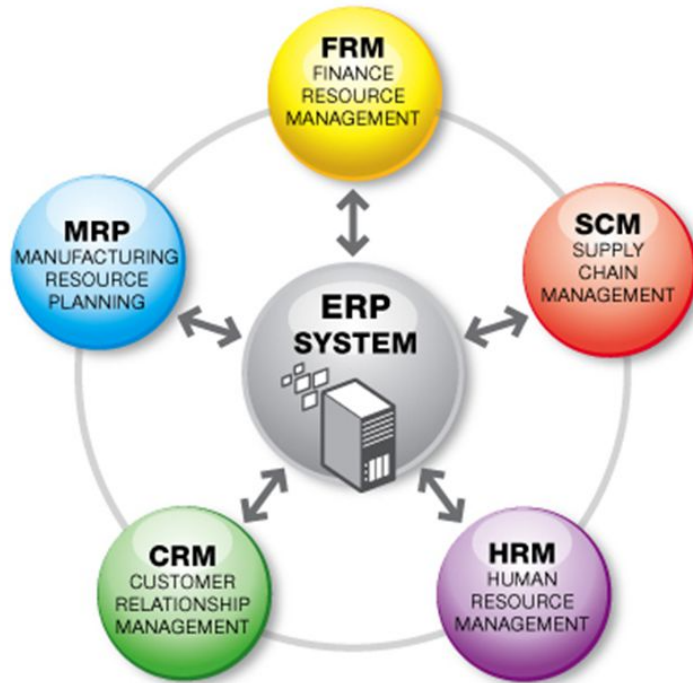 FRM
FINANCE
RESOURCE
MANAGEMENT
MRP
MANUFACTURING
RESOURCE
PLANNING
SCM
SUPPLY
CHAIN
MANAGEMENT
ERP
SYSTEM
CRM
CUSTOMER
RELATIONSHIP
MANAGEMENT
HRM
HUMAN
RESOURCE
MANAGEMENT